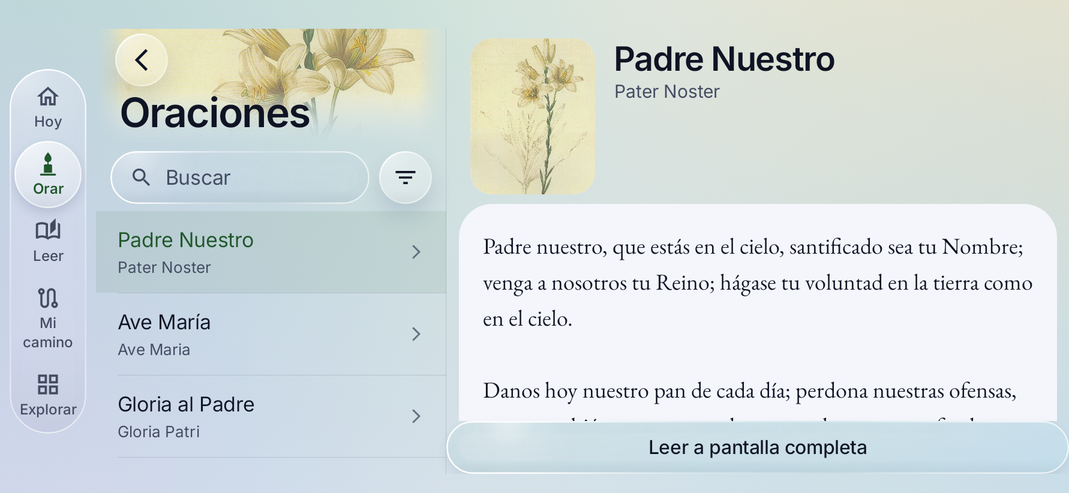 Hoy
Orar
Leer
Mi
camino
Explorar
Oraciones
Buscar
Padre Nuestro
Pater Noster
Ave María
Ave Maria
Gloria al Padre
Gloria Patri
Padre Nuestro
Pater Noster
Padre nuestro, que estás en el cielo, santificado sea tu Nombre;
venga a nosotros tu Reino; hágase tu voluntad en la tierra como
en el cielo.
Danos hoy nuestro pan de cada día; perdona nuestras ofensas,
Leer a pantalla completa